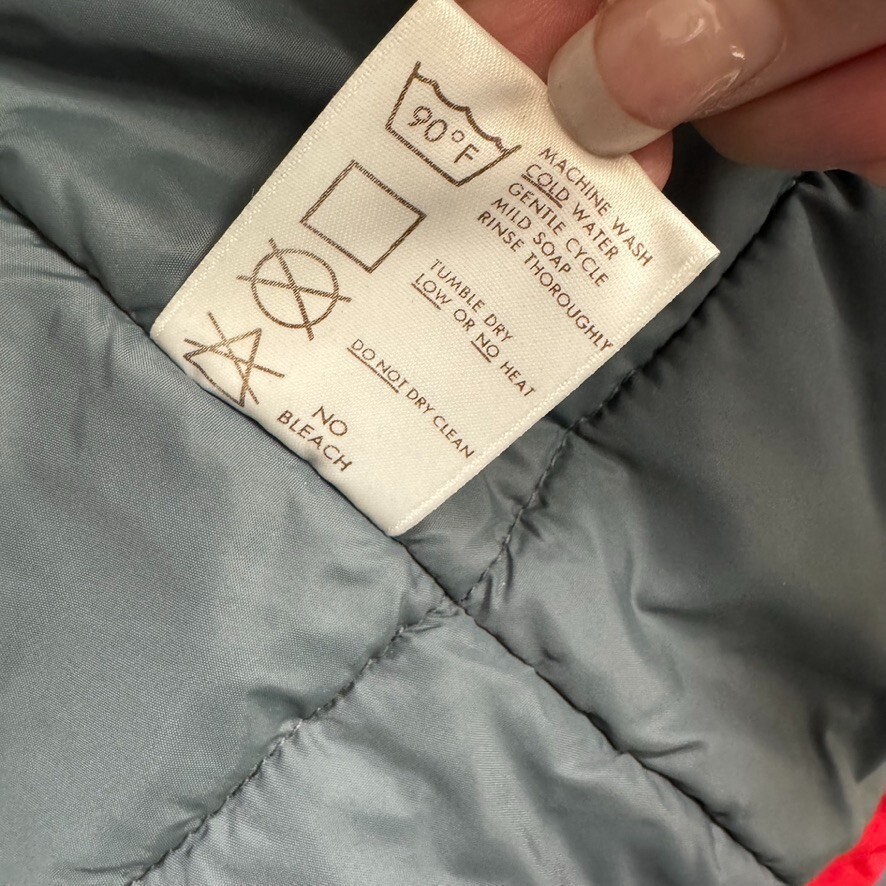 90°F
MACHINE WASH
COLD WATER
GENTLE CYCLE
MILD SOAP
RINSE THOROUGHLY
TUMBLE DRY
LOW OR NO HEAT
DO NOT DRY CLEAN
NO
BLEACH